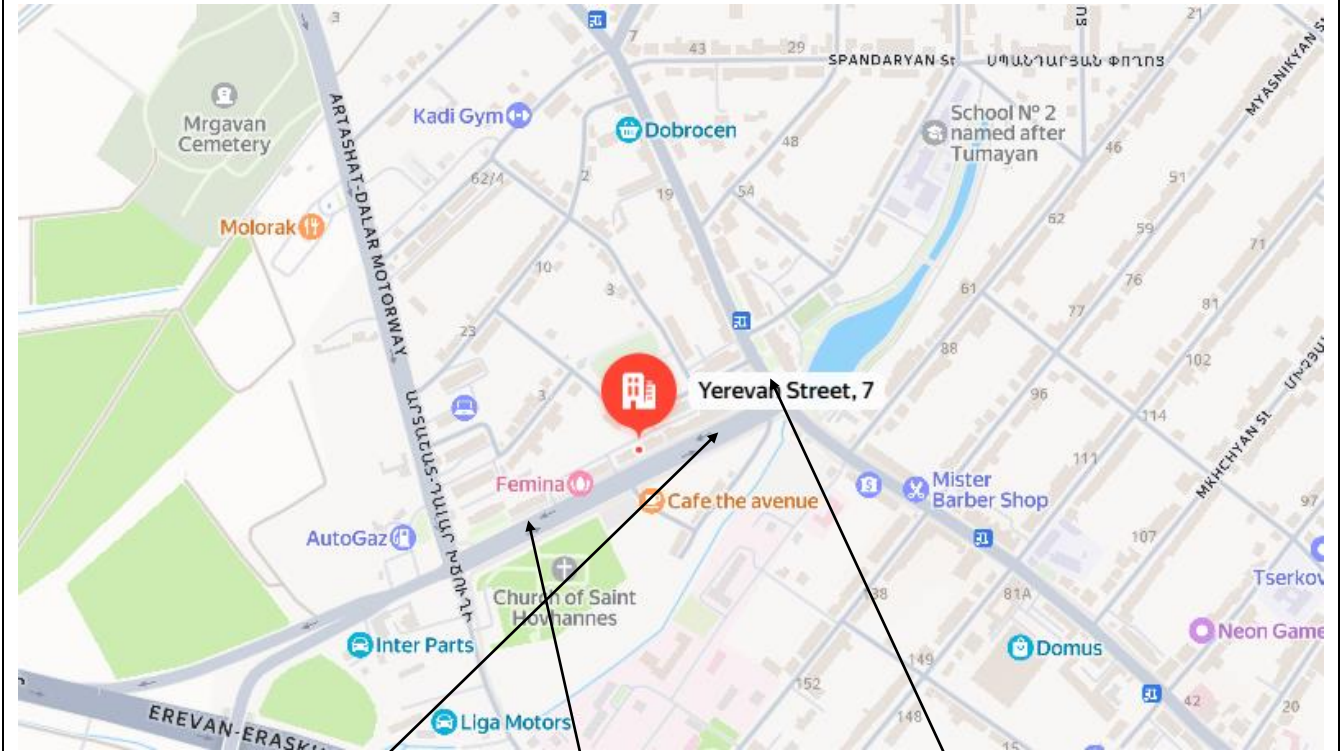 3
7
43
29
21
SPANDARYAN St
ՍՊԱՆԴԱՐՅԱՆ ՓՈՂՈՑ
MYASNIKYAN S
Mrgavan
Cemetery
Kadi Gym
Dobrocen
48
School Nº 2
named after
Tumayan
46
51
62/4
2
19
54
62
59
71
ARTASHAT-DALAR MOTORWAY
Molorak
10
3
61
76
77
81
23
88
102
3
Yerevan Street, 7
96
114
ԱՐՏԱՇԱՏ-ԴԱԼԱՐ ԽՃՈՒՂԻ
MKHCHYAN St
111
Femina
Cafe the avenue
Mister
Barber Shop
97
AutoGaz
107
Church of Saint
Hovhannes
38
81A
Tserkov
Inter Parts
Neon Game
Domus
149
152
42
20
EREVAN-ERASKH
Liga Motors
148
15